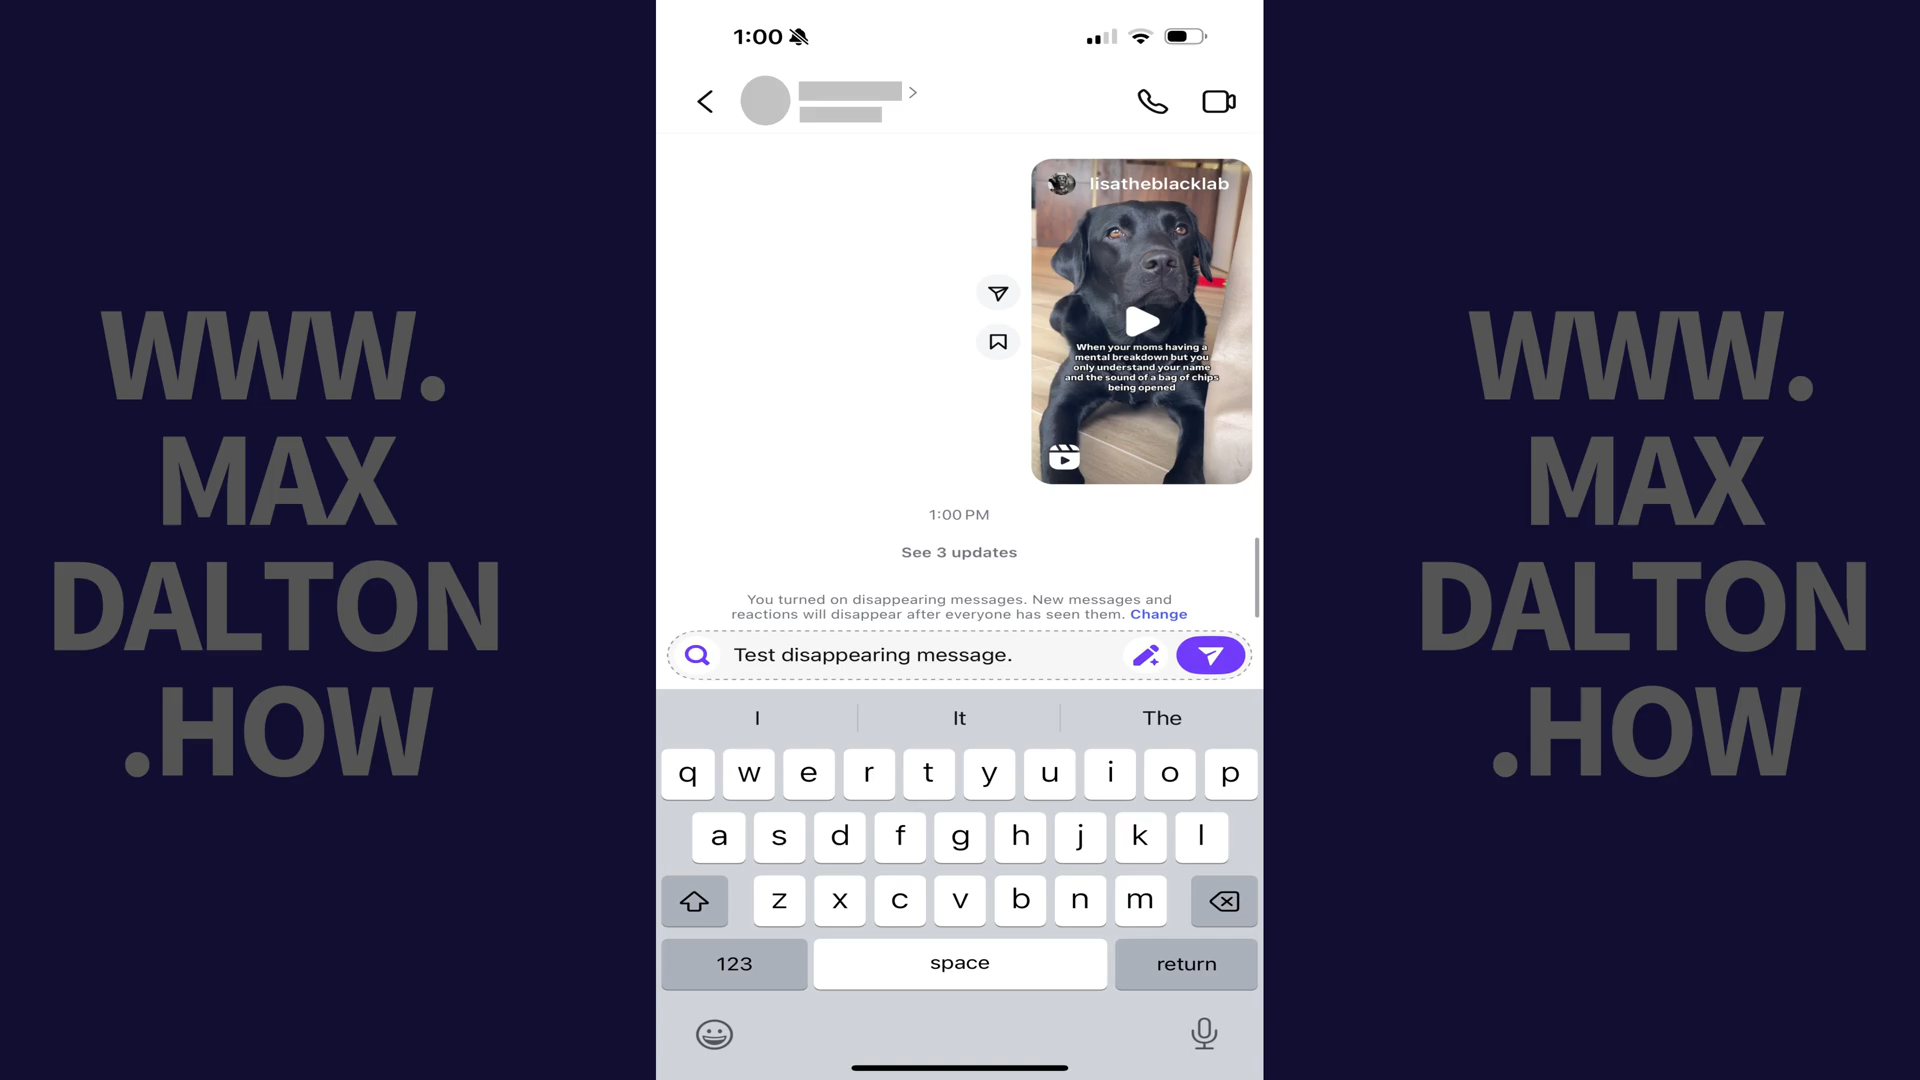 WWW.
MAX
DALTON
.HOW
1:00
lisatheblacklab
When your moms having a
mental breakdown but you
only understand your name
and the sound of a bag of chips
being opened
1:00 PM
See 3 updates
You turned on disappearing messages. New messages and
reactions will disappear after everyone has seen them. Change
Test disappearing message.
I It The
q w e r t y u i o p
a s d f g h j k l
z x c v b n m
123 space return
WWW.
MAX
DALTON
.HOW